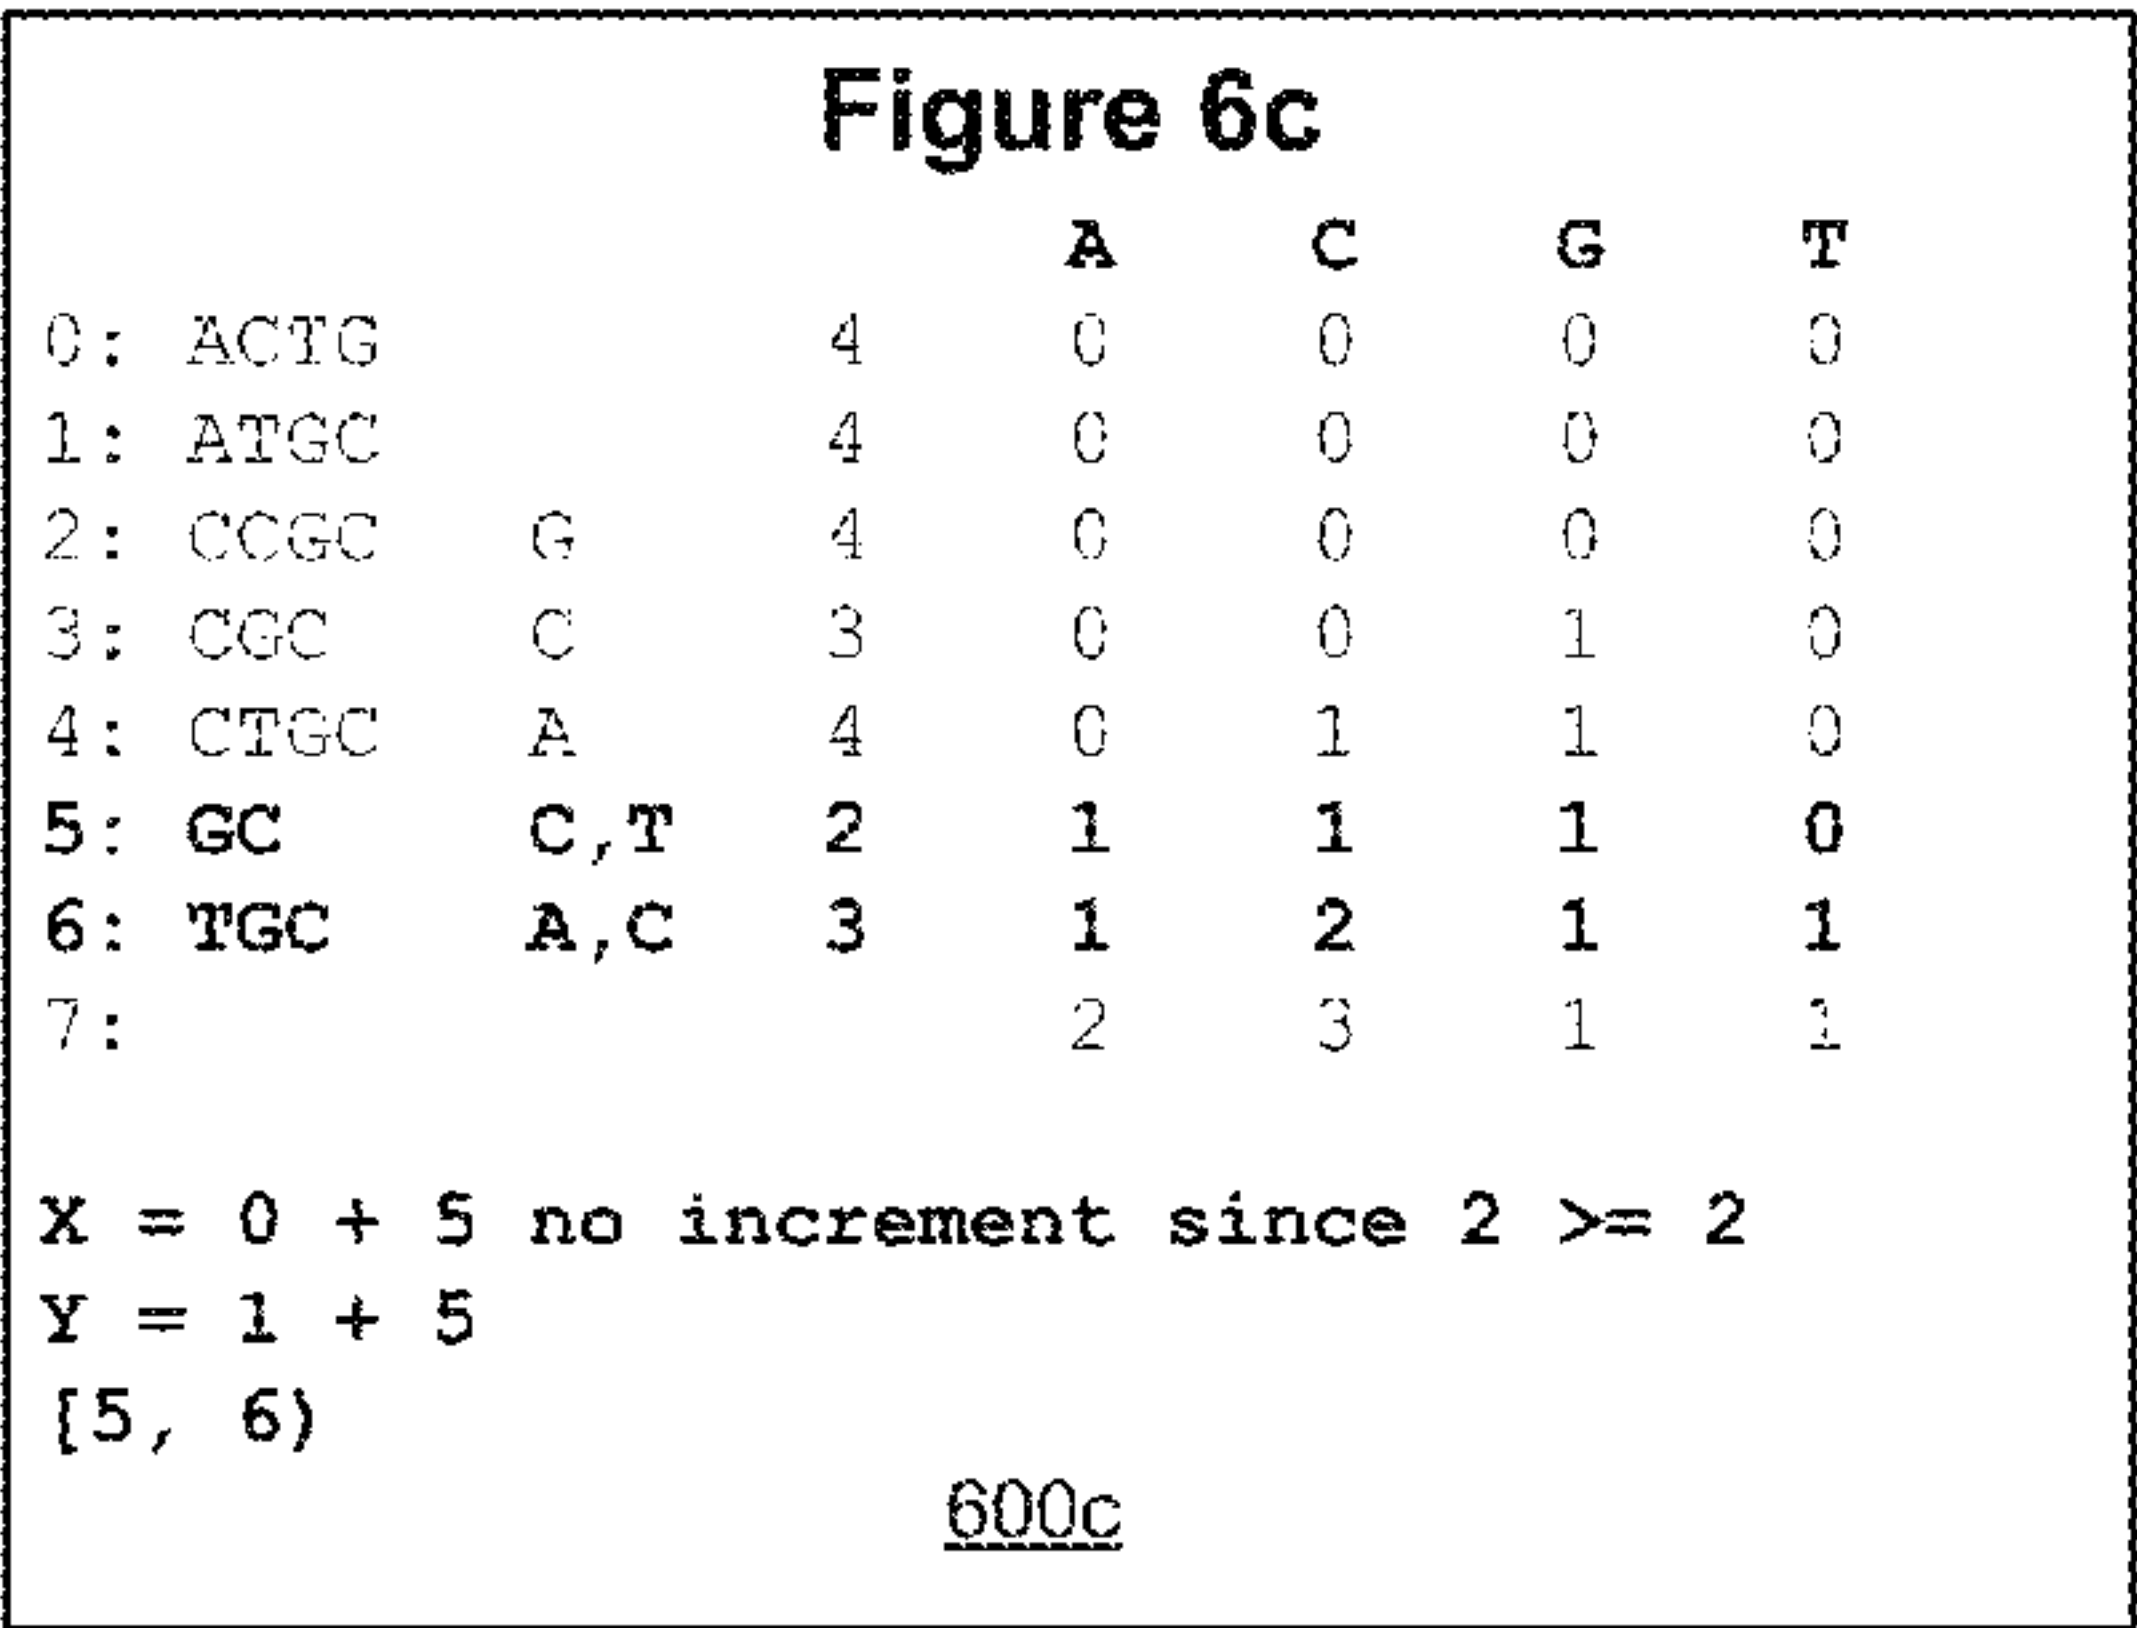 Figure 6c
A C G T
0: ACTG 4 0 0 0 0
1: ATGC 4 0 0 0 0
2: CCGC G 4 0 0 0 0
3: CGC C 3 0 0 1 0
4: CTGC A 4 0 1 1 0
5: GC C,T 2 1 1 1 0
6: TGC A,C 3 1 2 1 1
7: 2 3 1 1
X = 0 + 5 no increment since 2 >= 2
Y = 1 + 5
[5, 6)
600c